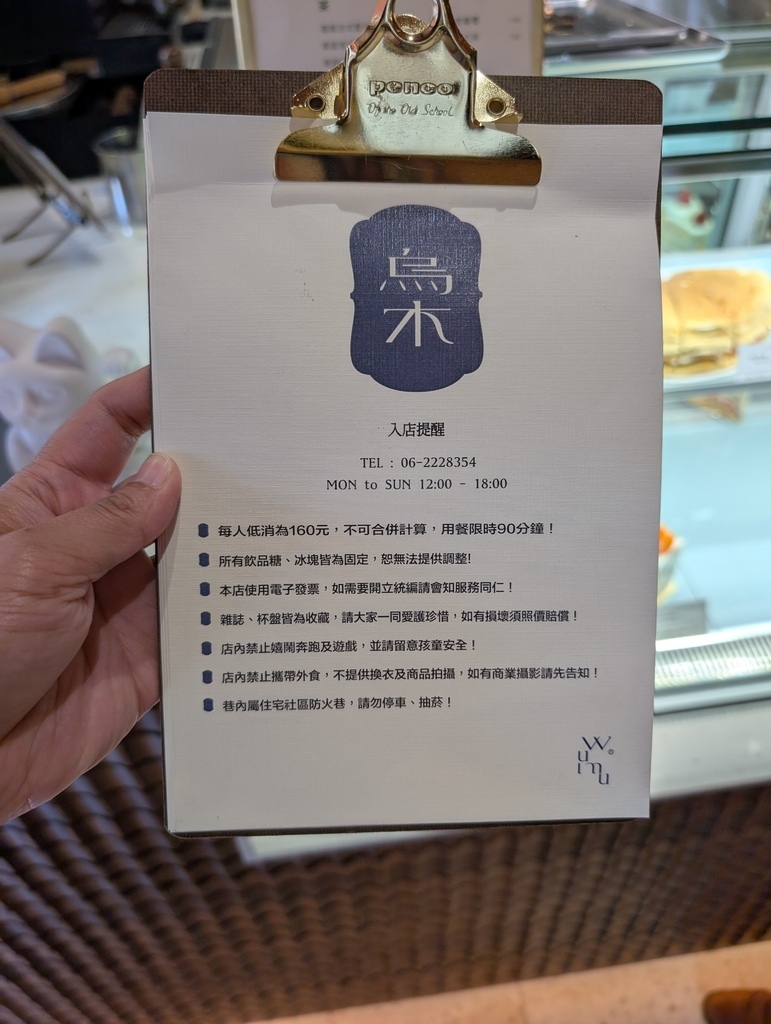 penco
Of the Old School
烏
木
入店提醒
TEL : 06-2228354
MON to SUN 12:00 - 18:00
每人低消為160元，不可合併計算，用餐限時90分鐘！
所有飲品糖、冰塊皆為固定，恕無法提供調整!
本店使用電子發票，如需要開立統編請會知服務同仁！
雜誌、杯盤皆為收藏，請大家一同愛護珍惜，如有損壞須照價賠償！
店內禁止嬉鬧奔跑及遊戲，並請留意孩童安全！
店內禁止攜帶外食，不提供換衣及商品拍攝，如有商業攝影請先告知！
巷內屬住宅社區防火巷，請勿停車、抽菸！
Wumu